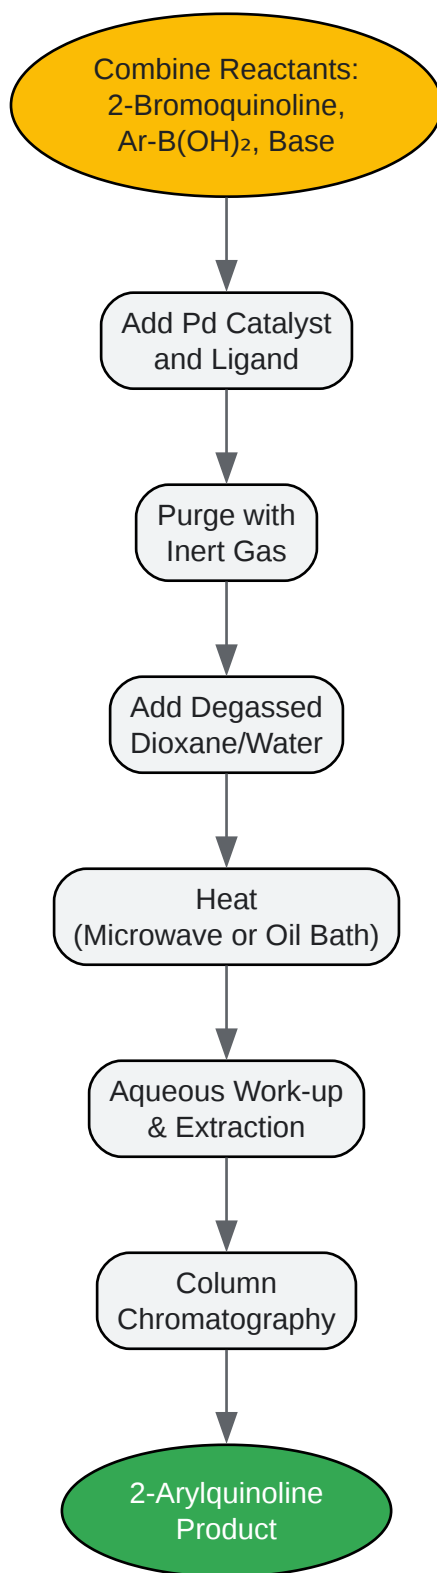 Combine Reactants:
2-Bromoquinoline,
Ar-B(OH)₂, Base
Add Pd Catalyst
and Ligand
Purge with
Inert Gas
Add Degassed
Dioxane/Water
Heat
(Microwave or Oil Bath)
Aqueous Work-up
& Extraction
Column
Chromatography
2-Arylquinoline
Product